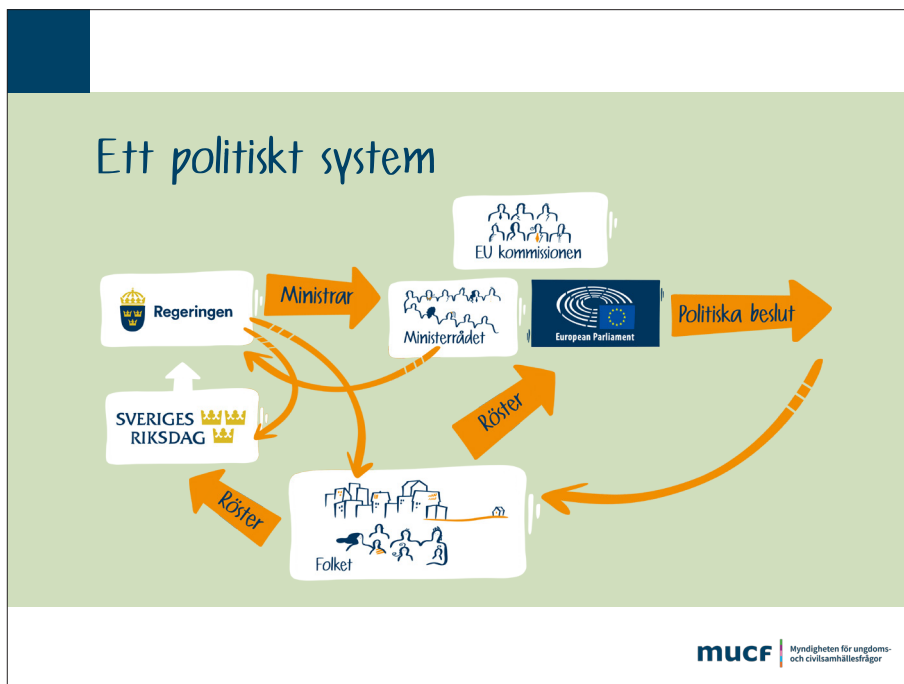 Ett politiskt system
EU kommissionen
Regeringen
Ministrar
Ministerrådet
European Parliament
Politiska beslut
SVERIGES
RIKSDAG
Röster
Röster
Folket
mucf
Myndigheten för ungdoms-
och civilsamhällesfrågor